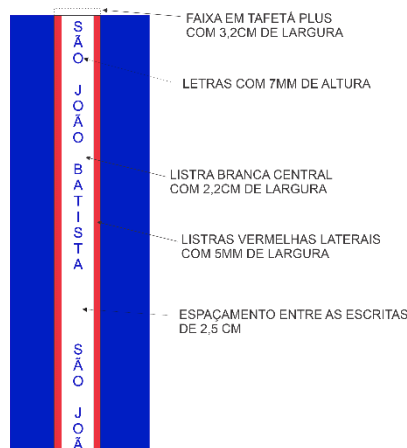 FAIXA EM TAFETÁ PLUS
COM 3,2CM DE LARGURA
LETRAS COM 7MM DE ALTURA
LISTRA BRANCA CENTRAL
COM 2,2CM DE LARGURA
LISTRAS VERMELHAS LATERAIS
COM 5MM DE LARGURA
ESPAÇAMENTO ENTRE AS ESCRITAS
DE 2,5 CM
SÃO JOÃO BATISTA
SÃO JOÃ